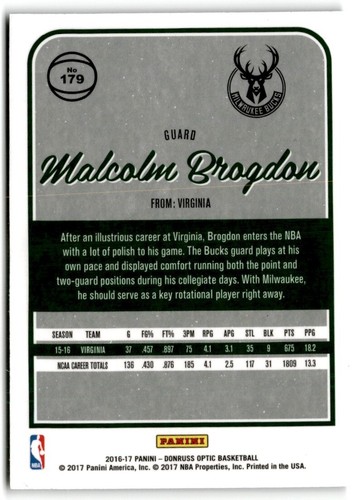 No
179
MILWAUKEE BUCKS
GUARD
Malcolm Brogdon
FROM: VIRGINIA
After an illustrious career at Virginia, Brogdon enters the NBA
with a lot of polish to his game. The Bucks guard plays at
his own pace and displayed comfort running both the point and
two-guard positions during his collegiate days. With Milwaukee,
he should serve as a key rotational player right away.
SEASON TEAM G FG% FT% 3PM RPG APG STL BLK PTS PPG
15-16 VIRGINIA 37 .457 .897 75 4.1 3.1 35 9 675 18.2
NCAA CAREER TOTALS 136 .430 .876 185 4.1 2.5 117 31 1809 13.3
NBA
PANINI
2016-17 PANINI – DONRUSS OPTIC BASKETBALL
© 2017 Panini America, Inc. © 2017 NBA Properties, Inc. Printed in the USA.